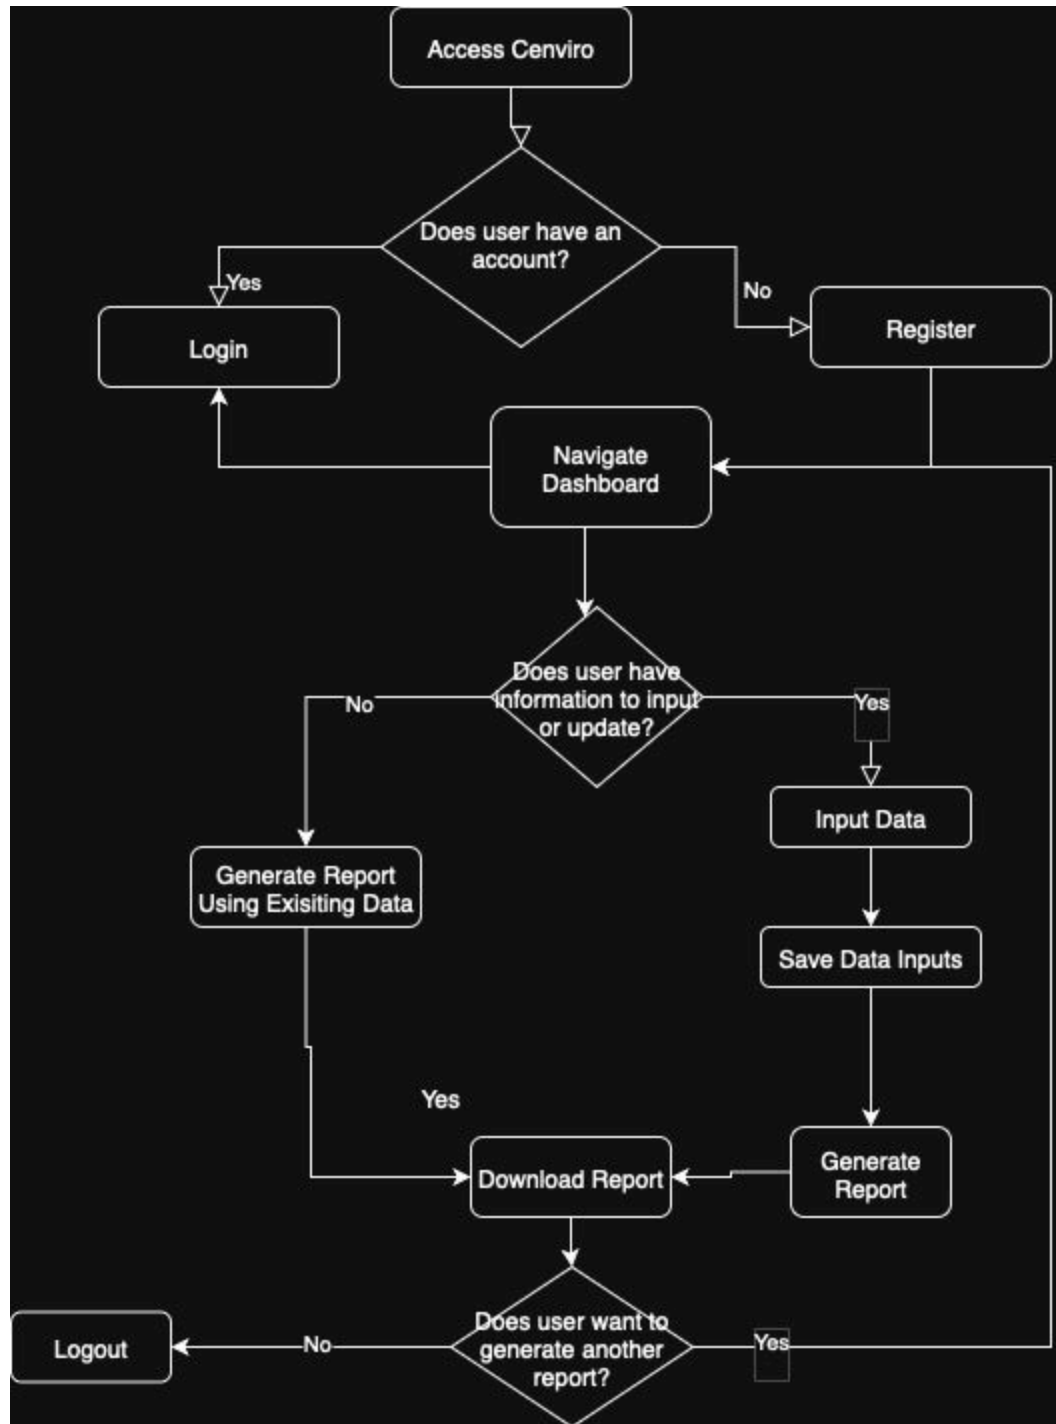 Access Cenviro
Does user have an
account?
Yes
No
Login
Register
Navigate
Dashboard
Does user have
information to input
or update?
No
Yes
Input Data
Generate Report
Using Exisiting Data
Save Data Inputs
Yes
Download Report
Generate
Report
Does user want to
generate another
report?
Logout
No
Yes